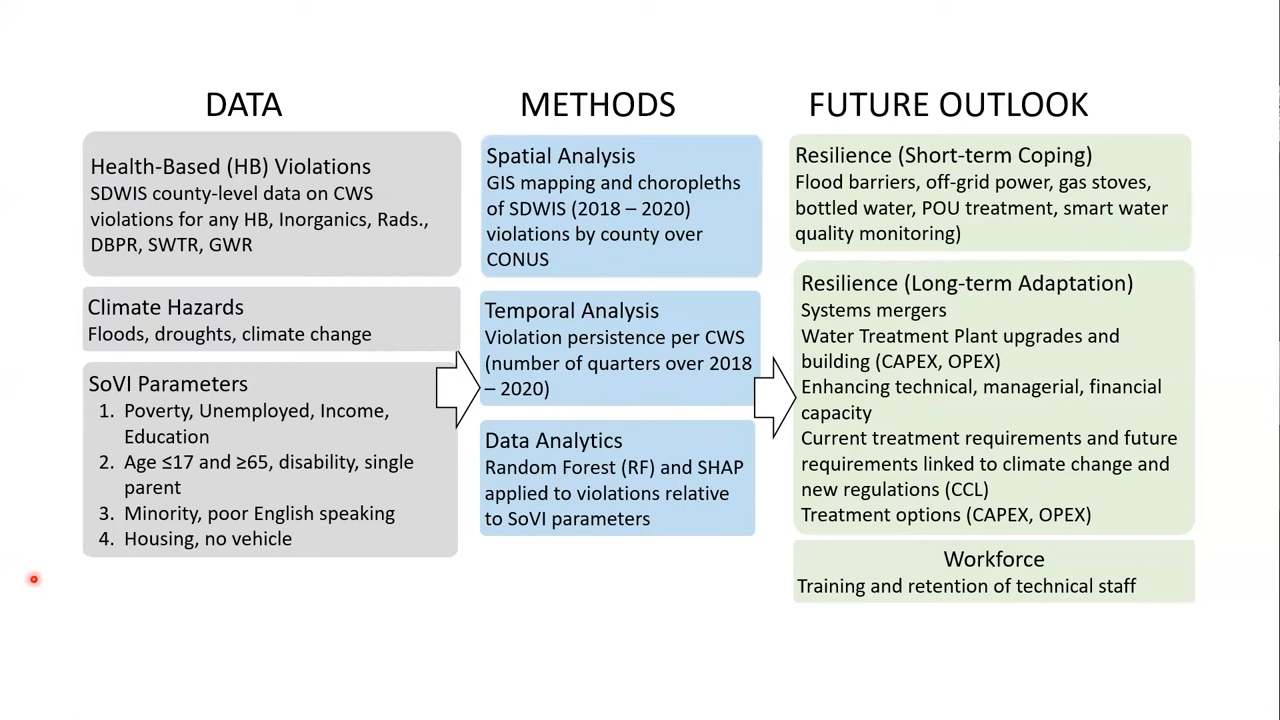 DATA
Health-Based (HB) Violations
SDWIS county-level data on CWS
violations for any HB, Inorganics, Rads.,
DBPR, SWTR, GWR
Climate Hazards
Floods, droughts, climate change
SoVI Parameters
1. Poverty, Unemployed, Income,
Education
2. Age ≤17 and ≥65, disability, single
parent
3. Minority, poor English speaking
4. Housing, no vehicle
METHODS
Spatial Analysis
GIS mapping and choropleths
of SDWIS (2018 – 2020)
violations by county over
CONUS
Temporal Analysis
Violation persistence per CWS
(number of quarters over 2018
– 2020)
Data Analytics
Random Forest (RF) and SHAP
applied to violations relative
to SoVI parameters
FUTURE OUTLOOK
Resilience (Short-term Coping)
Flood barriers, off-grid power, gas stoves,
bottled water, POU treatment, smart water
quality monitoring)
Resilience (Long-term Adaptation)
Systems mergers
Water Treatment Plant upgrades and
building (CAPEX, OPEX)
Enhancing technical, managerial, financial
capacity
Current treatment requirements and future
requirements linked to climate change and
new regulations (CCL)
Treatment options (CAPEX, OPEX)
Workforce
Training and retention of technical staff